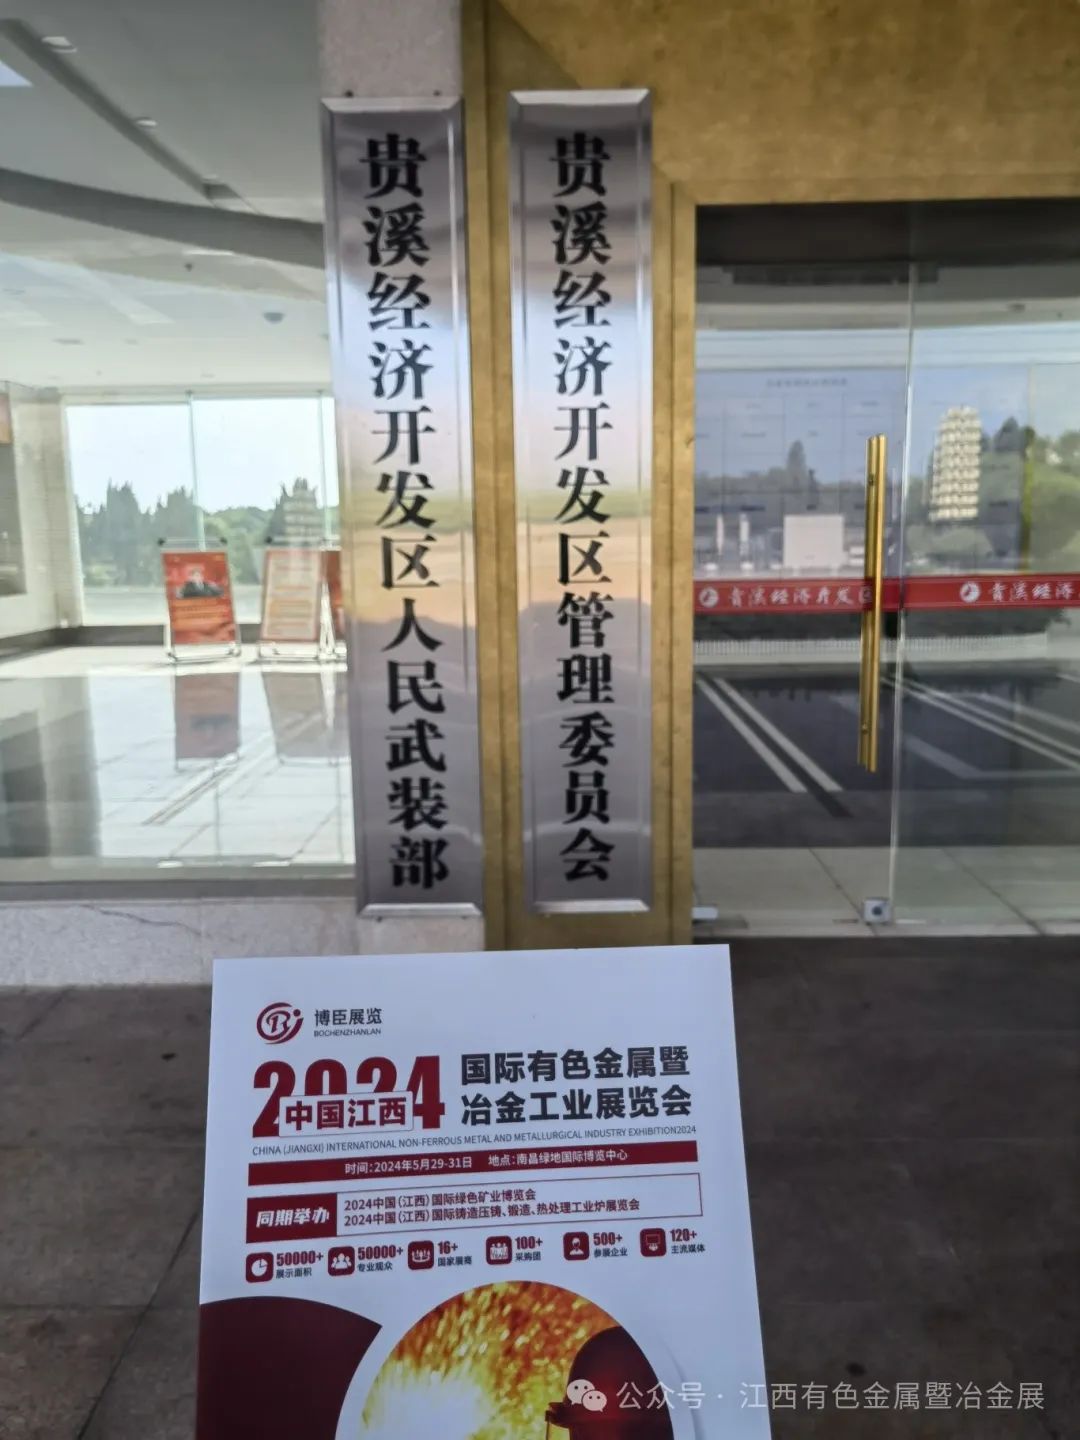 贵溪经济开发区人民武装部
贵溪经济开发区管理委员会
贵溪经济开发区
贵溪经济
博臣展览
BOCHENZHANLAN
2024
中国江西
国际有色金属暨
冶金工业展览会
CHINA (JIANGXI) INTERNATIONAL NON-FERROUS METAL AND METALLURGICAL INDUSTRY EXHIBITION2024
时间:2024年5月29-31日 地点:南昌绿地国际博览中心
同期举办
2024中国(江西)国际绿色矿业博览会
2024中国(江西)国际铸造压铸、锻造、热处理工业炉展览会
50000+
展示面积
50000+
专业观众
16+
国家展商
100+
采购团
500+
参展企业
120+
主流媒体
公众号·江西有色金属暨冶金展